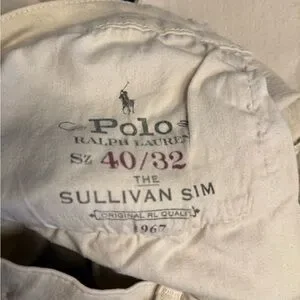 Polo
RALPH LAUREN
SZ 40/32
THE
SULLIVAN SIM
ORIGINAL RL QUALITY
1967